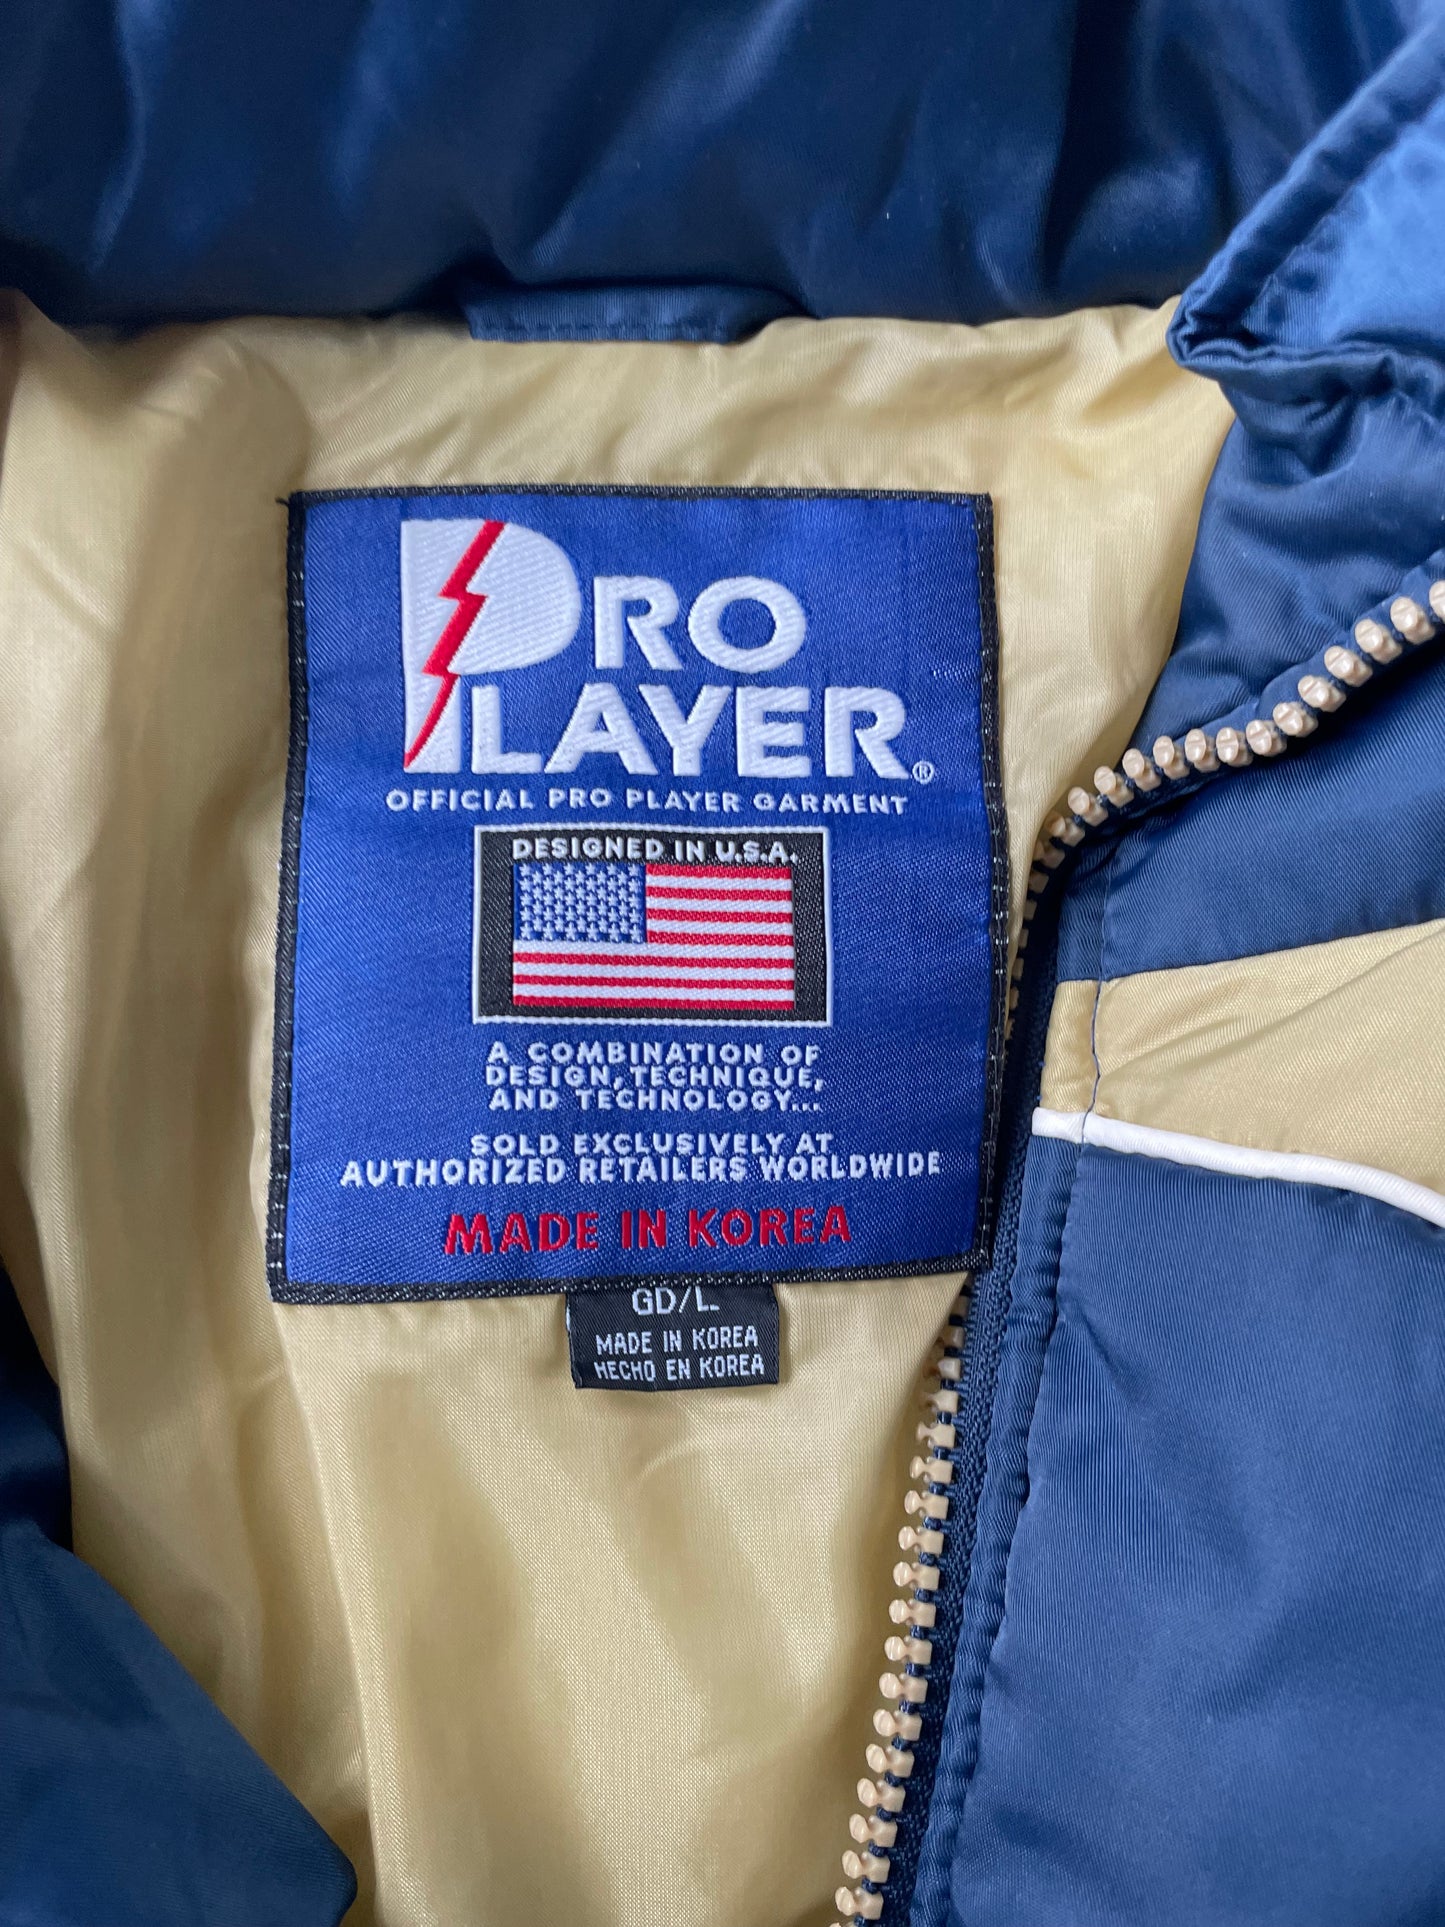 PRO
PLAYER®
OFFICIAL PRO PLAYER GARMENT
DESIGNED IN U.S.A.
A COMBINATION OF
DESIGN, TECHNIQUE,
AND TECHNOLOGY...
SOLD EXCLUSIVELY AT
AUTHORIZED RETAILERS WORLDWIDE
MADE IN KOREA
GD/L
MADE IN KOREA
HECHO EN KOREA